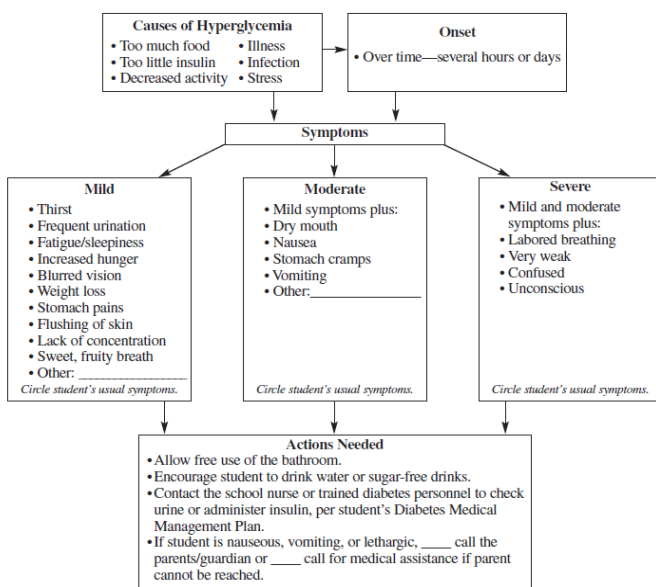 Causes of Hyperglycemia
• Too much food • Illness
• Too little insulin • Infection
• Decreased activity • Stress
Onset
• Over time—several hours or days
Symptoms
Mild
• Thirst
• Frequent urination
• Fatigue/sleepiness
• Increased hunger
• Blurred vision
• Weight loss
• Stomach pains
• Flushing of skin
• Lack of concentration
• Sweet, fruity breath
• Other: __________________
Circle student's usual symptoms.
Moderate
• Mild symptoms plus:
• Dry mouth
• Nausea
• Stomach cramps
• Vomiting
• Other:__________________
Circle student's usual symptoms.
Severe
• Mild and moderate
symptoms plus:
• Labored breathing
• Very weak
• Confused
• Unconscious
Circle student's usual symptoms.
Actions Needed
• Allow free use of the bathroom.
• Encourage student to drink water or sugar-free drinks.
• Contact the school nurse or trained diabetes personnel to check
urine or administer insulin, per student's Diabetes Medical
Management Plan.
• If student is nauseous, vomiting, or lethargic, ____ call the
parents/guardian or ____ call for medical assistance if parent
cannot be reached.